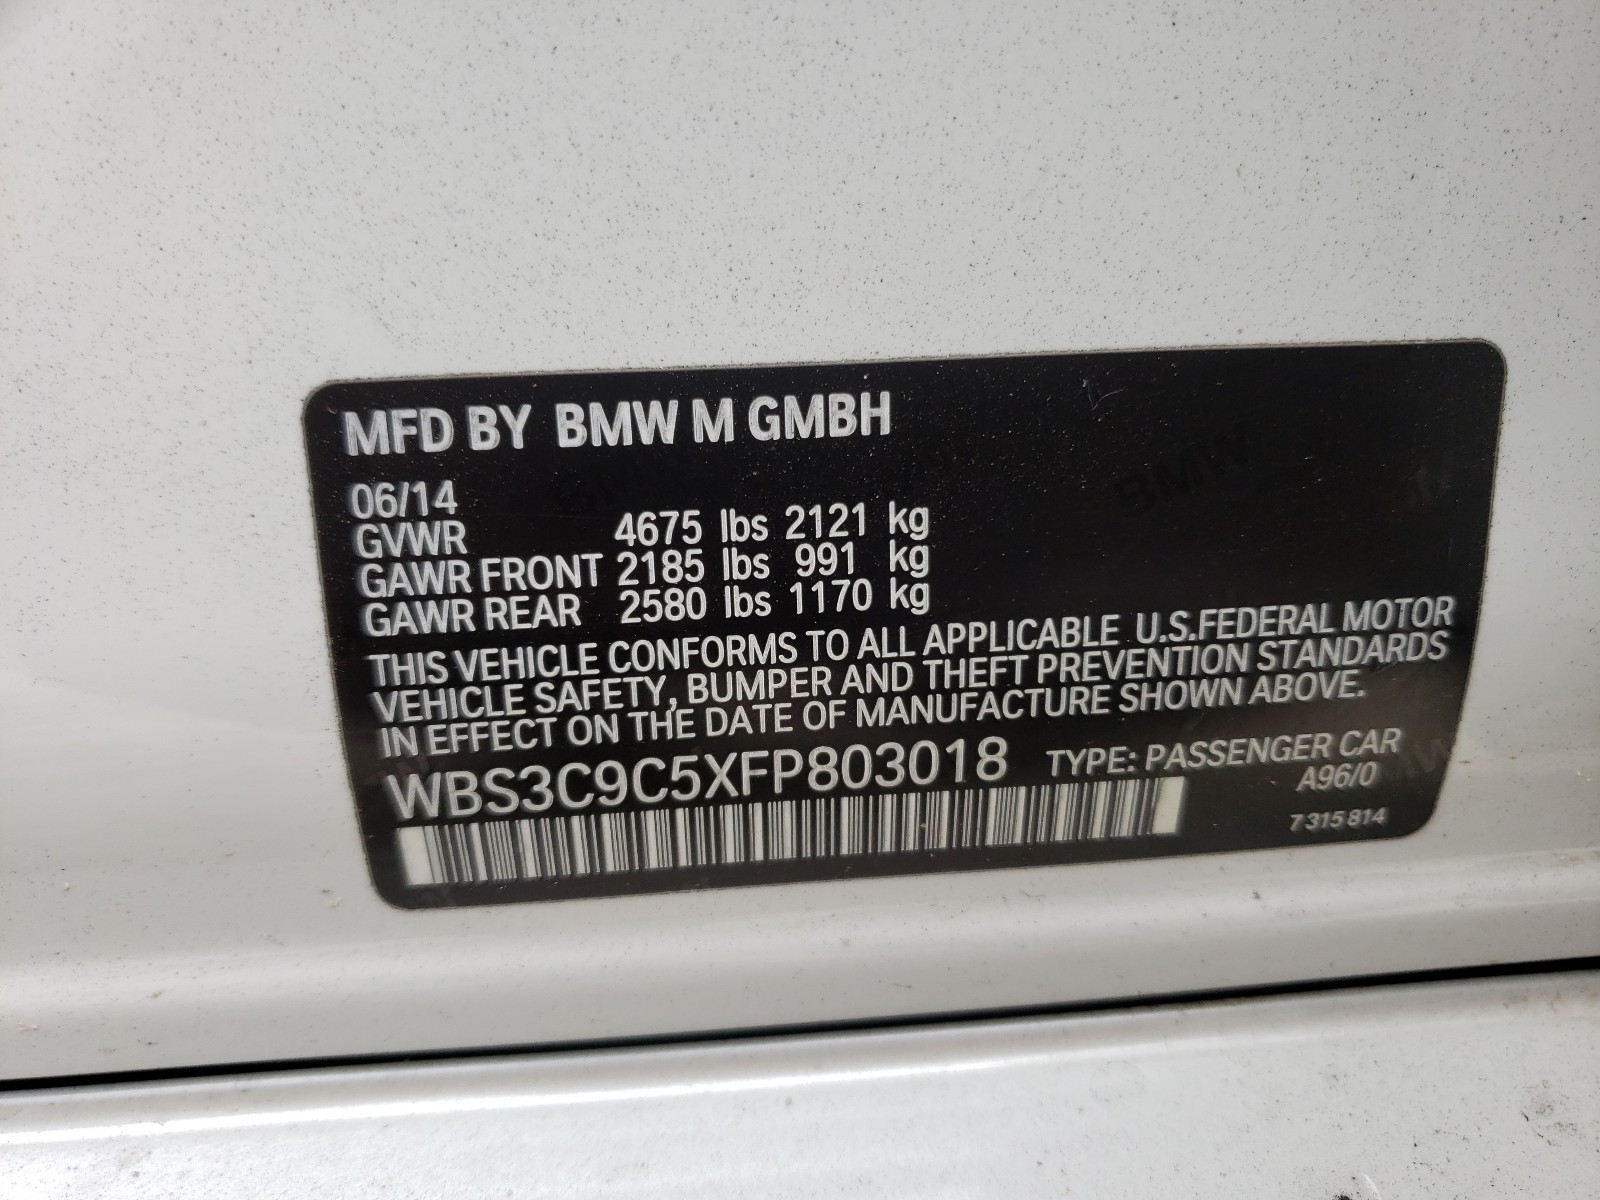 MFD BY BMW M GMBH
06/14
GVWR 4675 lbs 2121 kg
GAWR FRONT 2185 lbs 991 kg
GAWR REAR 2580 lbs 1170 kg
THIS VEHICLE CONFORMS TO ALL APPLICABLE U.S.FEDERAL MOTOR
VEHICLE SAFETY, BUMPER AND THEFT PREVENTION STANDARDS
IN EFFECT ON THE DATE OF MANUFACTURE SHOWN ABOVE.
WBS3C9C5XFP803018 TYPE: PASSENGER CAR
A96/0
7 315 814
BMW